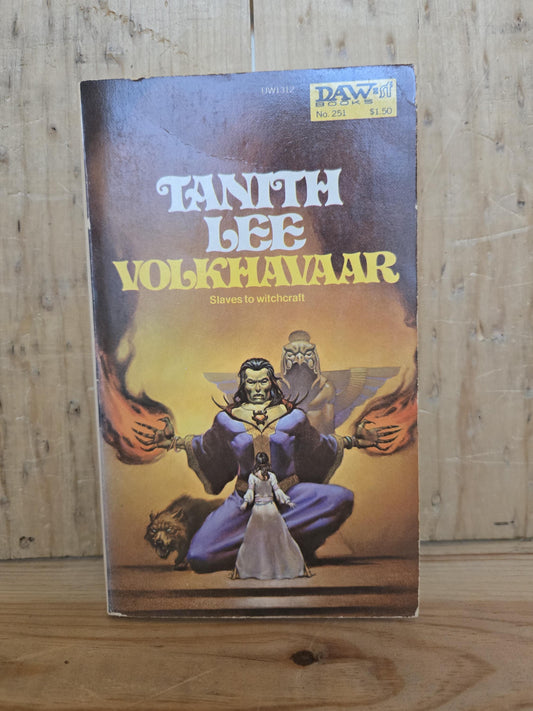 UW1312
DAW sf
BOOKS
No. 251 $1.50
TANITH
LEE
VOLKHAVAAR
Slaves to witchcraft